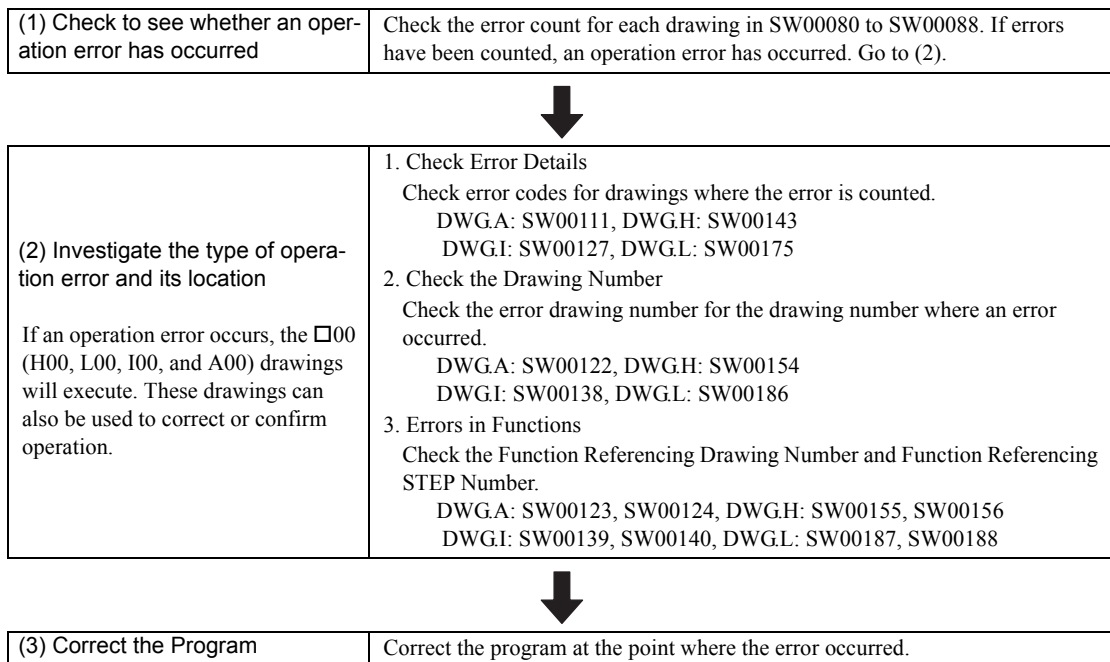 (1) Check to see whether an oper-
ation error has occurred
Check the error count for each drawing in SW00080 to SW00088. If errors
have been counted, an operation error has occurred. Go to (2).
(2) Investigate the type of opera-
tion error and its location
If an operation error occurs, the □00
(H00, L00, I00, and A00) drawings
will execute. These drawings can
also be used to correct or confirm
operation.
1. Check Error Details
Check error codes for drawings where the error is counted.
DWG.A: SW00111, DWG.H: SW00143
DWG.I: SW00127, DWG.L: SW00175
2. Check the Drawing Number
Check the error drawing number for the drawing number where an error
occurred.
DWG.A: SW00122, DWG.H: SW00154
DWG.I: SW00138, DWG.L: SW00186
3. Errors in Functions
Check the Function Referencing Drawing Number and Function Referencing
STEP Number.
DWG.A: SW00123, SW00124, DWG.H: SW00155, SW00156
DWG.I: SW00139, SW00140, DWG.L: SW00187, SW00188
(3) Correct the Program
Correct the program at the point where the error occurred.